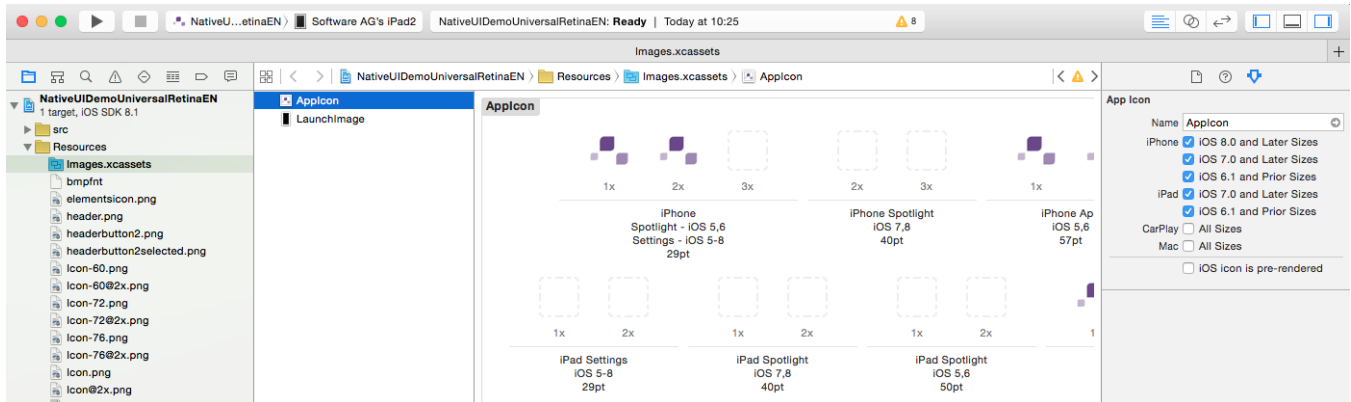 NativeU...etinaEN 〉 Software AG's iPad2
NativeUIDemoUniversalRetinaEN: Ready | Today at 10:25
8
Images.xcassets
NativeUIDemoUniversalRetinaEN 〉 Resources 〉 Images.xcassets 〉 AppIcon
NativeUIDemoUniversalRetinaEN
1 target, iOS SDK 8.1
src
Resources
Images.xcassets
bmpfnt
elementsicon.png
header.png
headerbutton2.png
headerbutton2selected.png
Icon-60.png
Icon-60@2x.png
Icon-72.png
Icon-72@2x.png
Icon-76.png
Icon-76@2x.png
Icon.png
Icon@2x.png
AppIcon
LaunchImage
AppIcon
1x 2x 3x 2x 3x 1x
iPhone
Spotlight - iOS 5,6
Settings - iOS 5-8
29pt
iPhone Spotlight
iOS 7,8
40pt
iPhone Ap
iOS 5,6
57pt
1x 2x 1x 2x 1x 2x 1
iPad Settings
iOS 5-8
29pt
iPad Spotlight
iOS 7,8
40pt
iPad Spotlight
iOS 5,6
50pt
App Icon
Name AppIcon
iPhone iOS 8.0 and Later Sizes
iOS 7.0 and Later Sizes
iOS 6.1 and Prior Sizes
iPad iOS 7.0 and Later Sizes
iOS 6.1 and Prior Sizes
CarPlay All Sizes
Mac All Sizes
iOS icon is pre-rendered